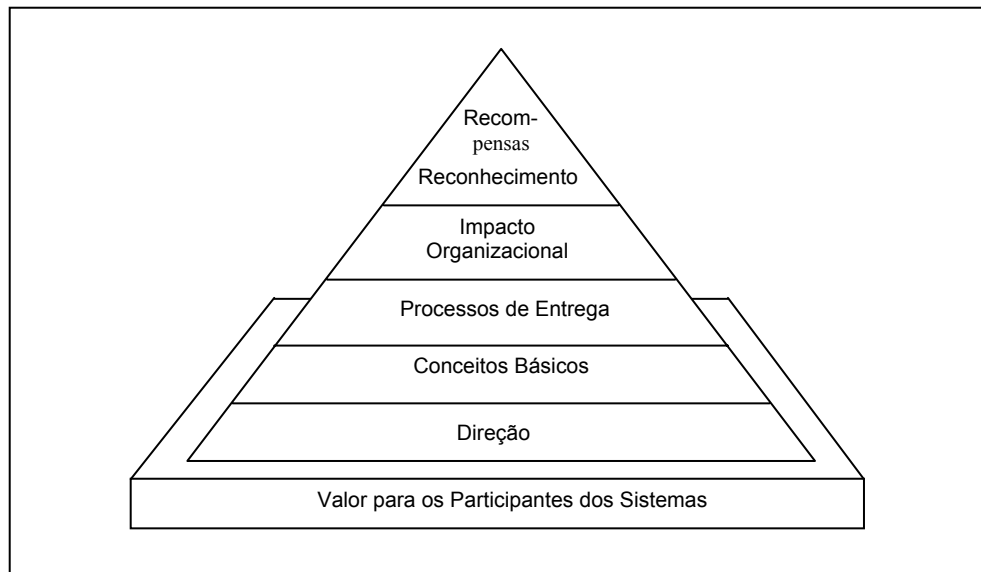 Recom-
pensas
Reconhecimento
Impacto
Organizacional
Processos de Entrega
Conceitos Básicos
Direção
Valor para os Participantes dos Sistemas